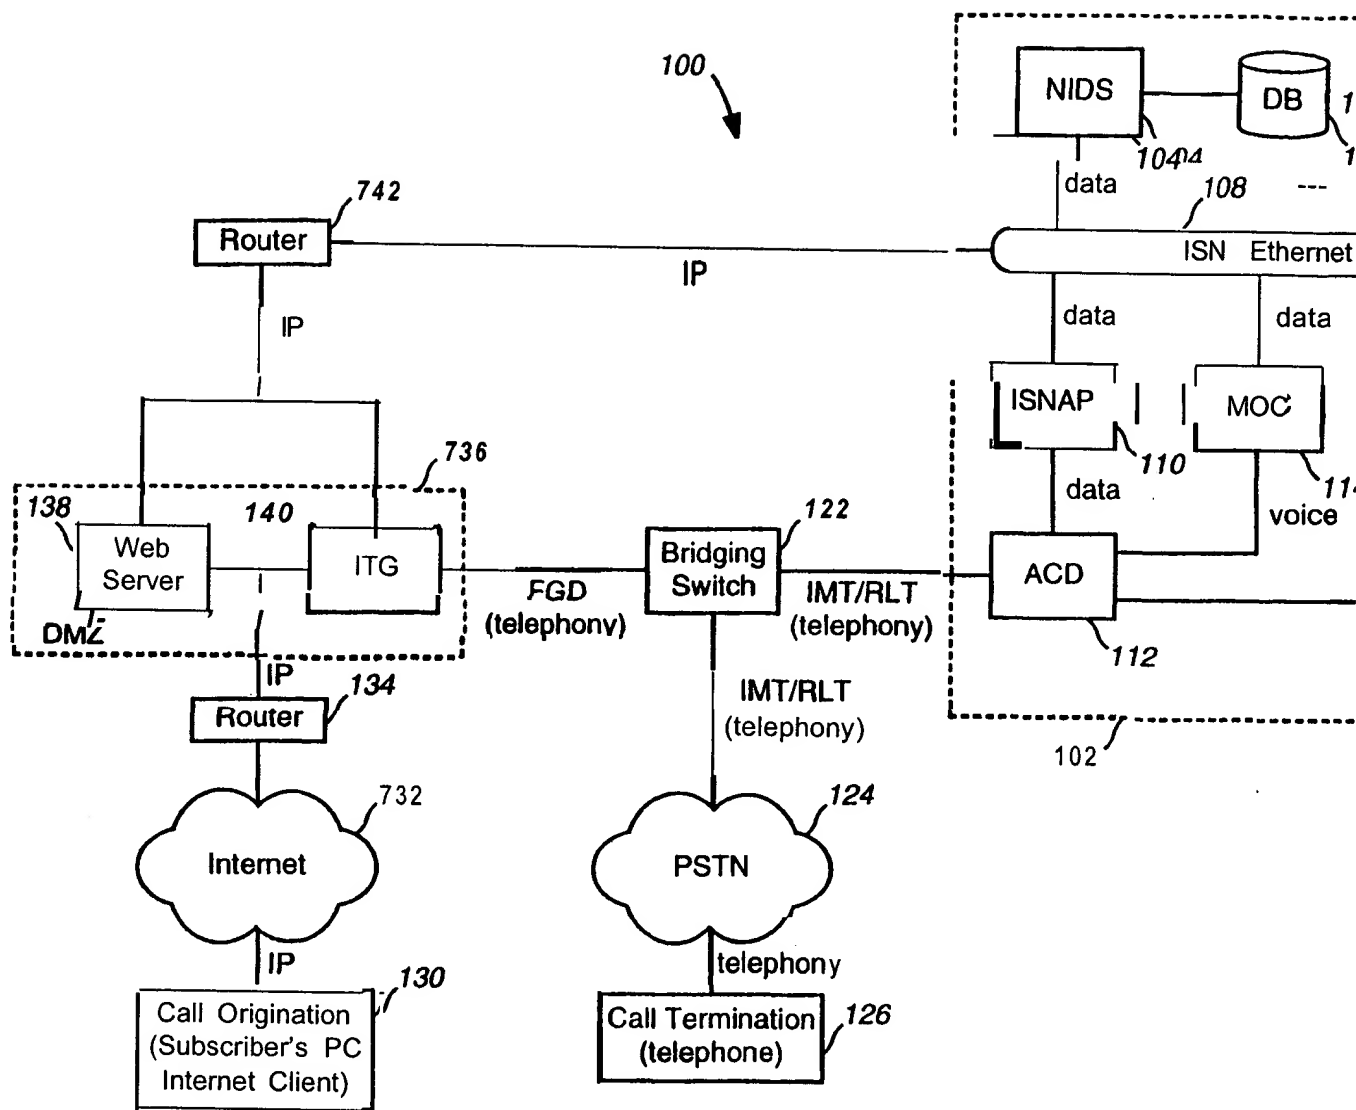 100
NIDS
DB
104
data
108
742
Router
ISN Ethernet
IP
IP
data
data
ISNAP
MOC
110
736
138
140
122
data
voice
Web
Server
ITG
Bridging
Switch
ACD
FGD
(telephony)
IMT/RLT
(telephony)
DMZ
112
IP
134
IMT/RLT
(telephony)
Router
102
732
124
Internet
PSTN
IP
telephony
130
Call Origination
(Subscriber's PC
Internet Client)
Call Termination
(telephone)
126